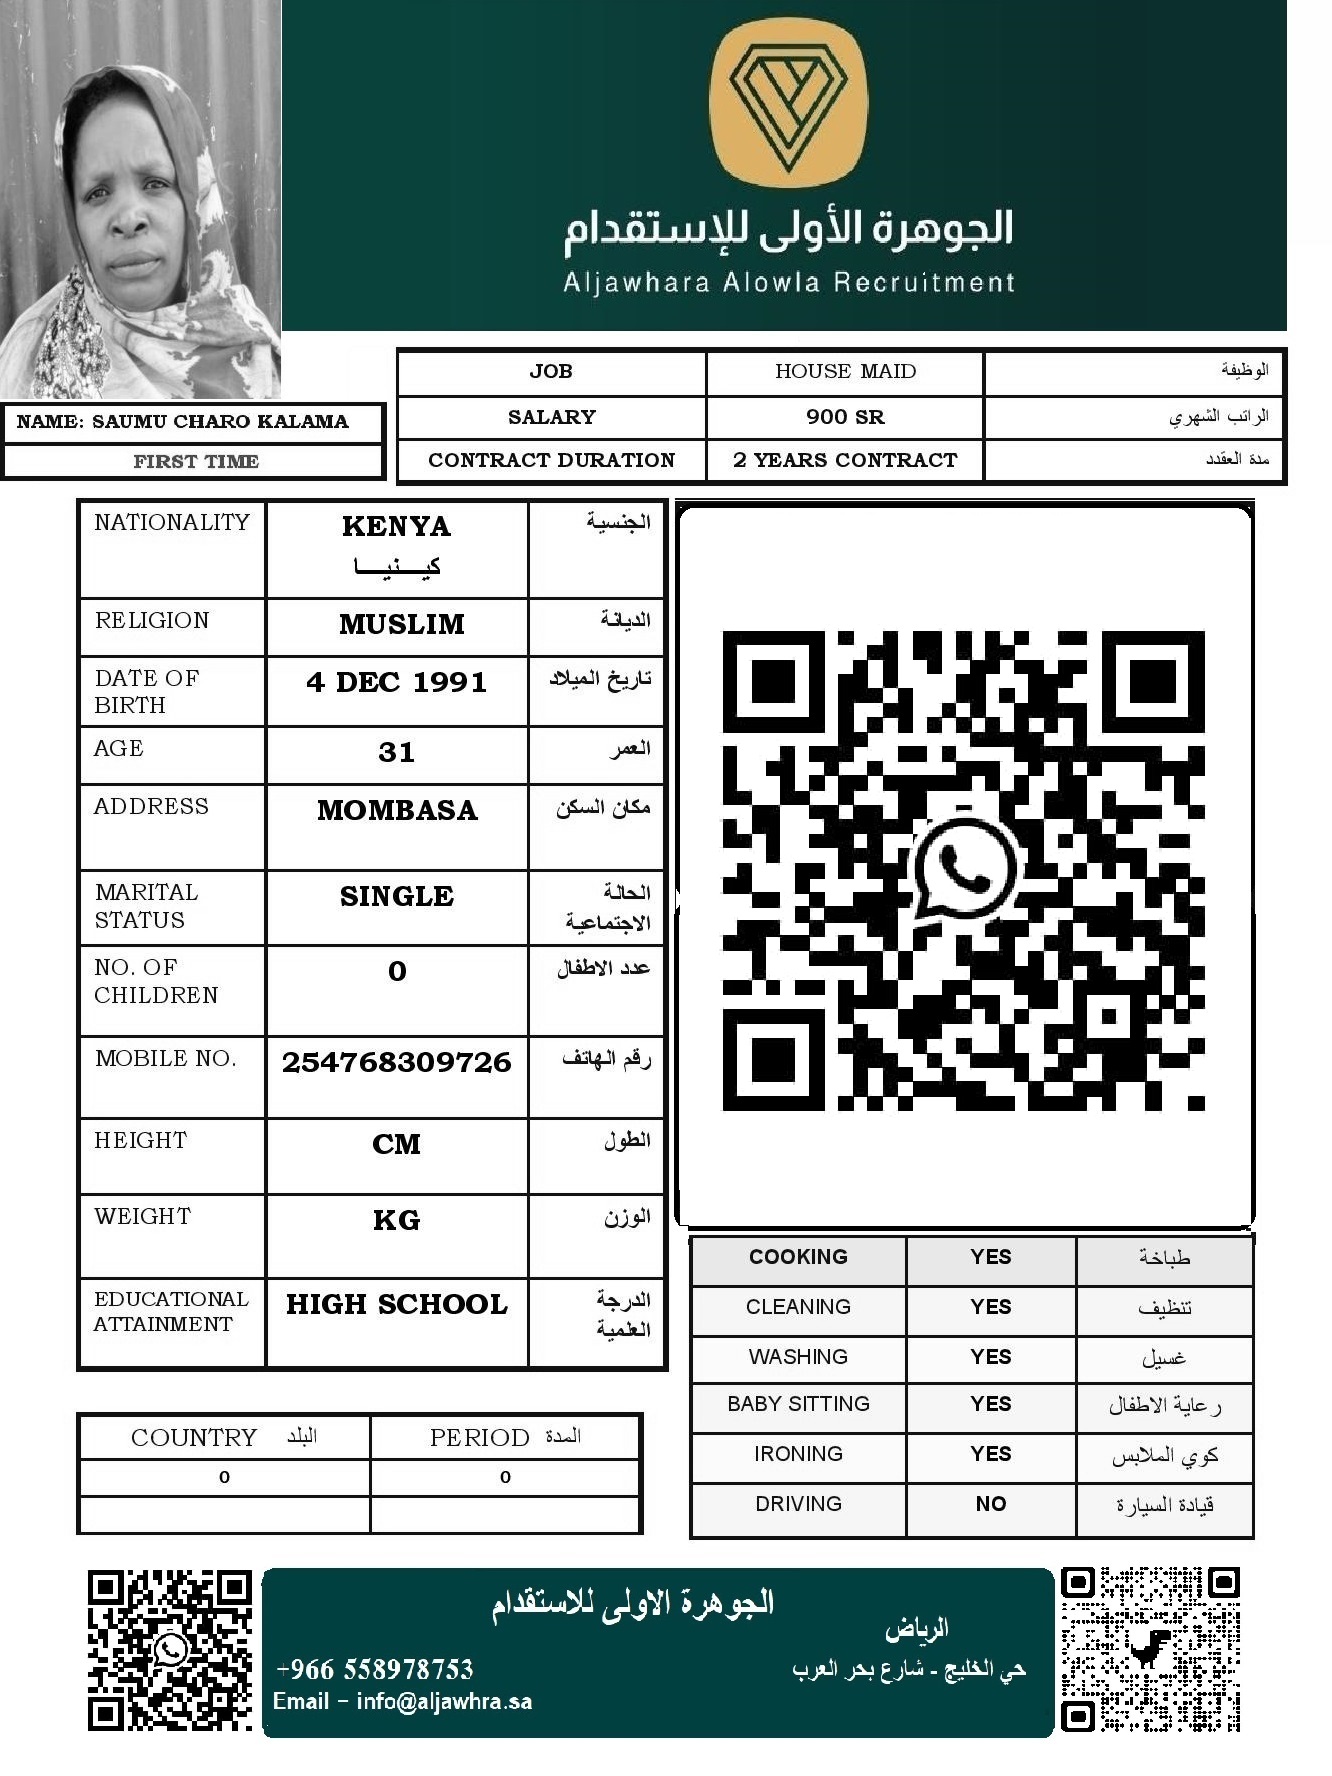 الجوهرة الأولى للإستقدام
Aljawhara Alowla Recruitment
NAME: SAUMU CHARO KALAMA
FIRST TIME
JOB HOUSE MAID الوظيفة
SALARY 900 SR الراتب الشهري
CONTRACT DURATION 2 YEARS CONTRACT مدة العقدد
NATIONALITY KENYA الجنسية
كيـــنيـــا
RELIGION MUSLIM الديانة
DATE OF 4 DEC 1991 تاريخ الميلاد
BIRTH
AGE 31 العمر
ADDRESS MOMBASA مكان السكن
MARITAL SINGLE الحالة
STATUS الاجتماعية
NO. OF 0 عدد الاطفال
CHILDREN
MOBILE NO. 254768309726 رقم الهاتف
HEIGHT CM الطول
WEIGHT KG الوزن
EDUCATIONAL HIGH SCHOOL الدرجة
ATTAINMENT العلمية
COOKING YES طباخة
CLEANING YES تنظيف
WASHING YES غسيل
BABY SITTING YES رعاية الاطفال
IRONING YES كوي الملابس
DRIVING NO قيادة السيارة
COUNTRY البلد PERIOD المدة
0 0
الجوهرة الاولى للاستقدام
الرياض
+966 558978753 حي الخليج - شارع بحر العرب
Email – info@aljawhra.sa